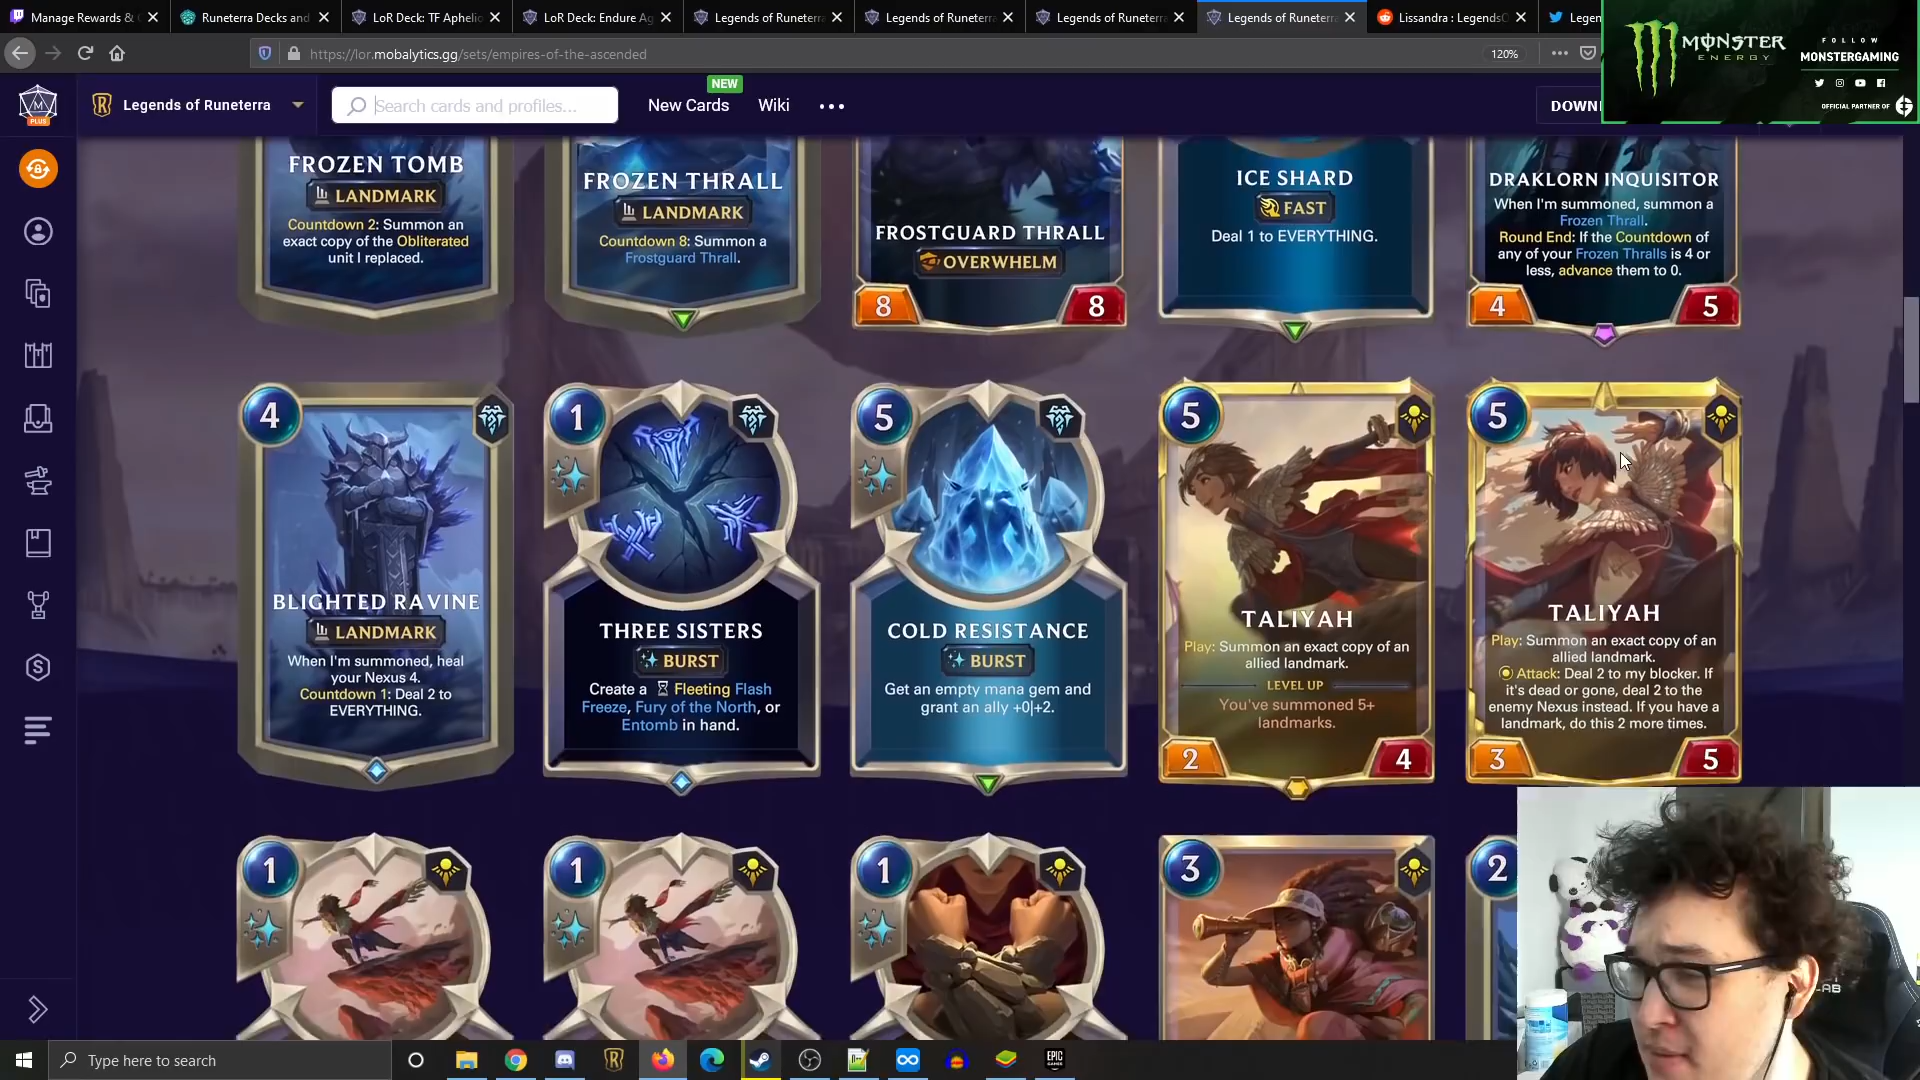 Manage Rewards & C
Runeterra Decks and
LoR Deck: TF Aphelio
LoR Deck: Endure Ag
Legends of Runeterra
Legends of Runeterra
Legends of Runeterra
Legends of Runeterra
Lissandra : LegendsO
Legen
https://lor.mobalytics.gg/sets/empires-of-the-ascended
120%
MONSTER
ENERGY
FOLLOW
MONSTERGAMING
OFFICIAL PARTNER OF
PLUS
Legends of Runeterra
Search cards and profiles...
NEW
New Cards
Wiki
DOWN
FROZEN TOMB
LANDMARK
Countdown 2: Summon an
exact copy of the Obliterated
unit I replaced.
FROZEN THRALL
LANDMARK
Countdown 8: Summon a
Frostguard Thrall.
FROSTGUARD THRALL
OVERWHELM
8
8
ICE SHARD
FAST
Deal 1 to EVERYTHING.
DRAKLORN INQUISITOR
When I'm summoned, summon a
Frozen Thrall.
Round End: If the Countdown of
any of your Frozen Thralls is 4 or
less, advance them to 0.
4
5
4
BLIGHTED RAVINE
LANDMARK
When I'm summoned, heal
your Nexus 4.
Countdown 1: Deal 2 to
EVERYTHING.
1
THREE SISTERS
BURST
Create a Fleeting Flash
Freeze, Fury of the North, or
Entomb in hand.
5
COLD RESISTANCE
BURST
Get an empty mana gem and
grant an ally +0|+2.
5
TALIYAH
Play: Summon an exact copy of an
allied landmark.
LEVEL UP
You've summoned 5+
landmarks.
2
4
5
TALIYAH
Play: Summon an exact copy of an
allied landmark.
Attack: Deal 2 to my blocker. If
it's dead or gone, deal 2 to the
enemy Nexus instead. If you have a
landmark, do this 2 more times.
3
5
1
1
1
3
2
Type here to search